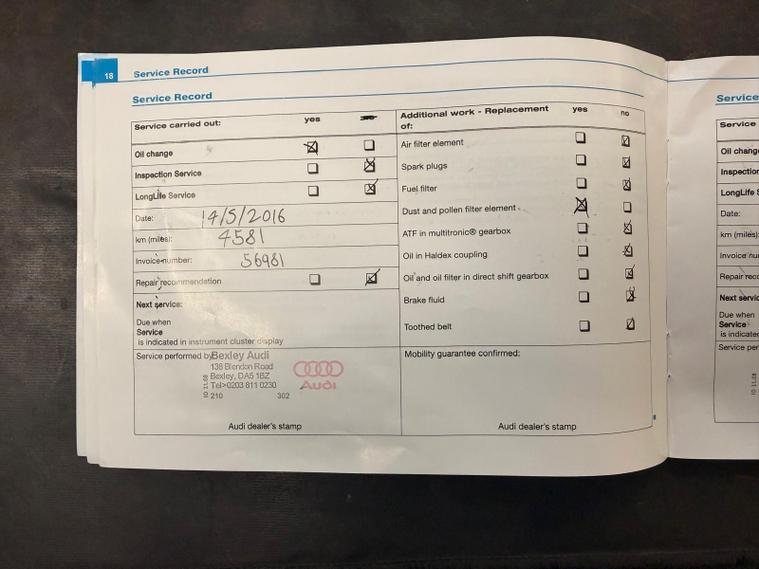 18 Service Record
Service Record
Service carried out: yes
Oil change
Inspection Service
LongLife Service
Date: 14/5/2016
km (miles): 4581
Invoice number: 56981
Repair recommendation
Next service:
Due when
Service
is indicated in instrument cluster display
Service performed by Bexley Audi
138 Blendon Road
Bexley, DA5 1BZ
Tel>0203 811 0230
210 302
Audi
Audi dealer's stamp
Additional work - Replacement of: yes no
Air filter element
Spark plugs
Fuel filter
Dust and pollen filter element
ATF in multitronic® gearbox
Oil in Haldex coupling
Oil and oil filter in direct shift gearbox
Brake fluid
Toothed belt
Mobility guarantee confirmed:
Audi dealer's stamp
Service
Service
Oil change
Inspection
LongLife S
Date:
km (miles):
Invoice nu
Repair rec
Next servic
Due when
Service
is indicated
Service per